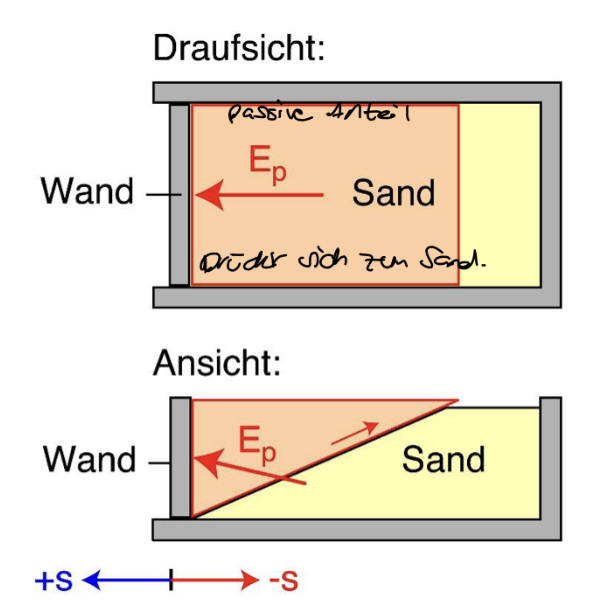 Draufsicht:
passive Anteil
E_p
Wand
Sand
Drückt sich zum Sand.
Ansicht:
E_p
Wand
Sand
+s
-s